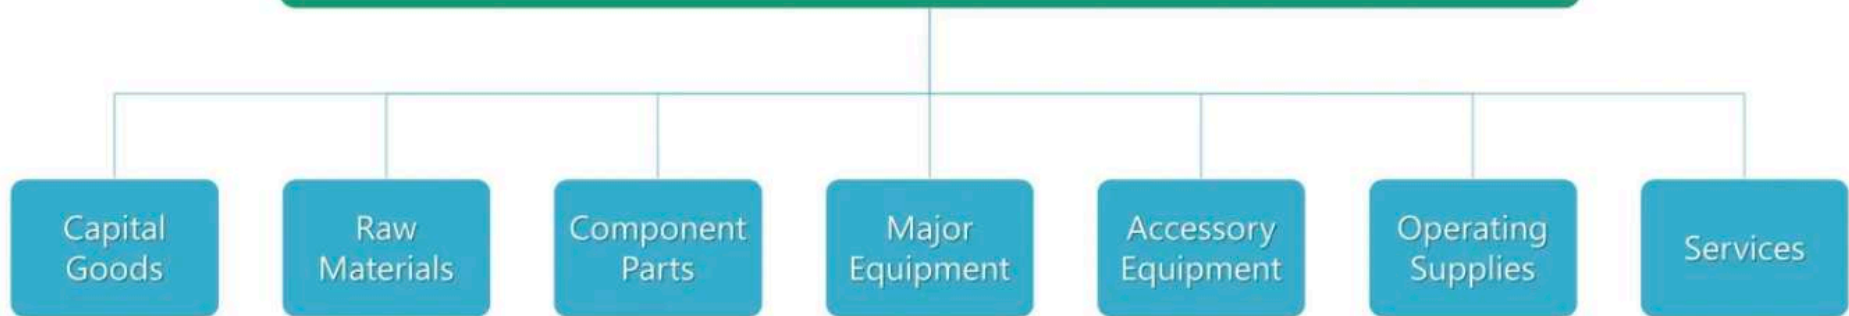 Capital
Goods
Raw
Materials
Component
Parts
Major
Equipment
Accessory
Equipment
Operating
Supplies
Services